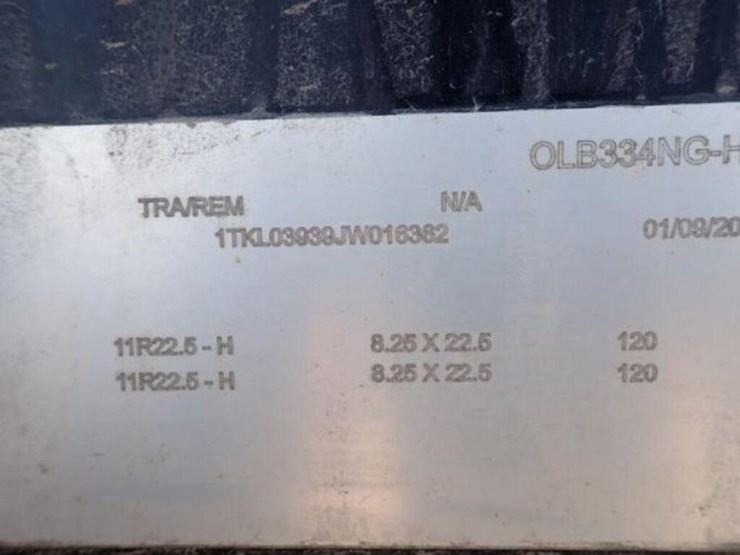 OLB334NG-H
TRA/REM N/A
1TKL03939JW016362 01/09/20
11R22.5 - H 8.25 X 22.5 120
11R22.5 - H 8.25 X 22.5 120